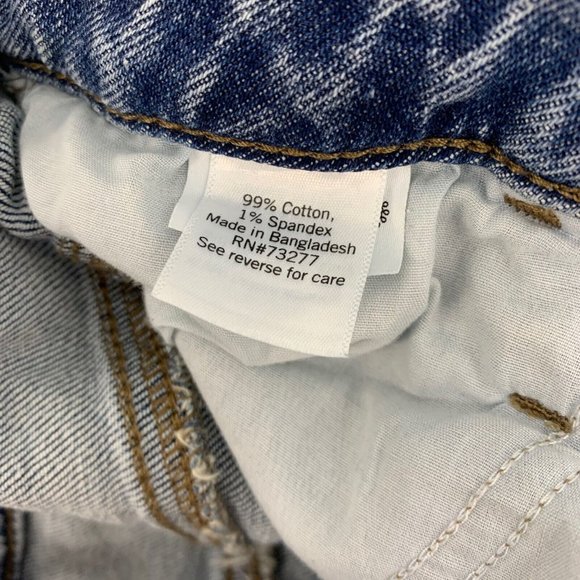 99% Cotton,
1% Spandex
Made in Bangladesh
RN#73277
See reverse for care